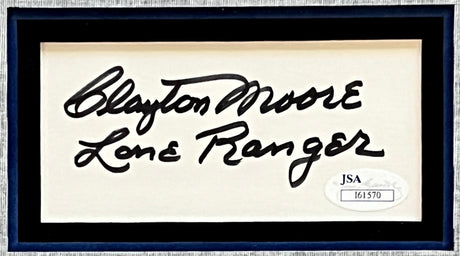 Clayton Moore
Lone Ranger
JSA
I61570